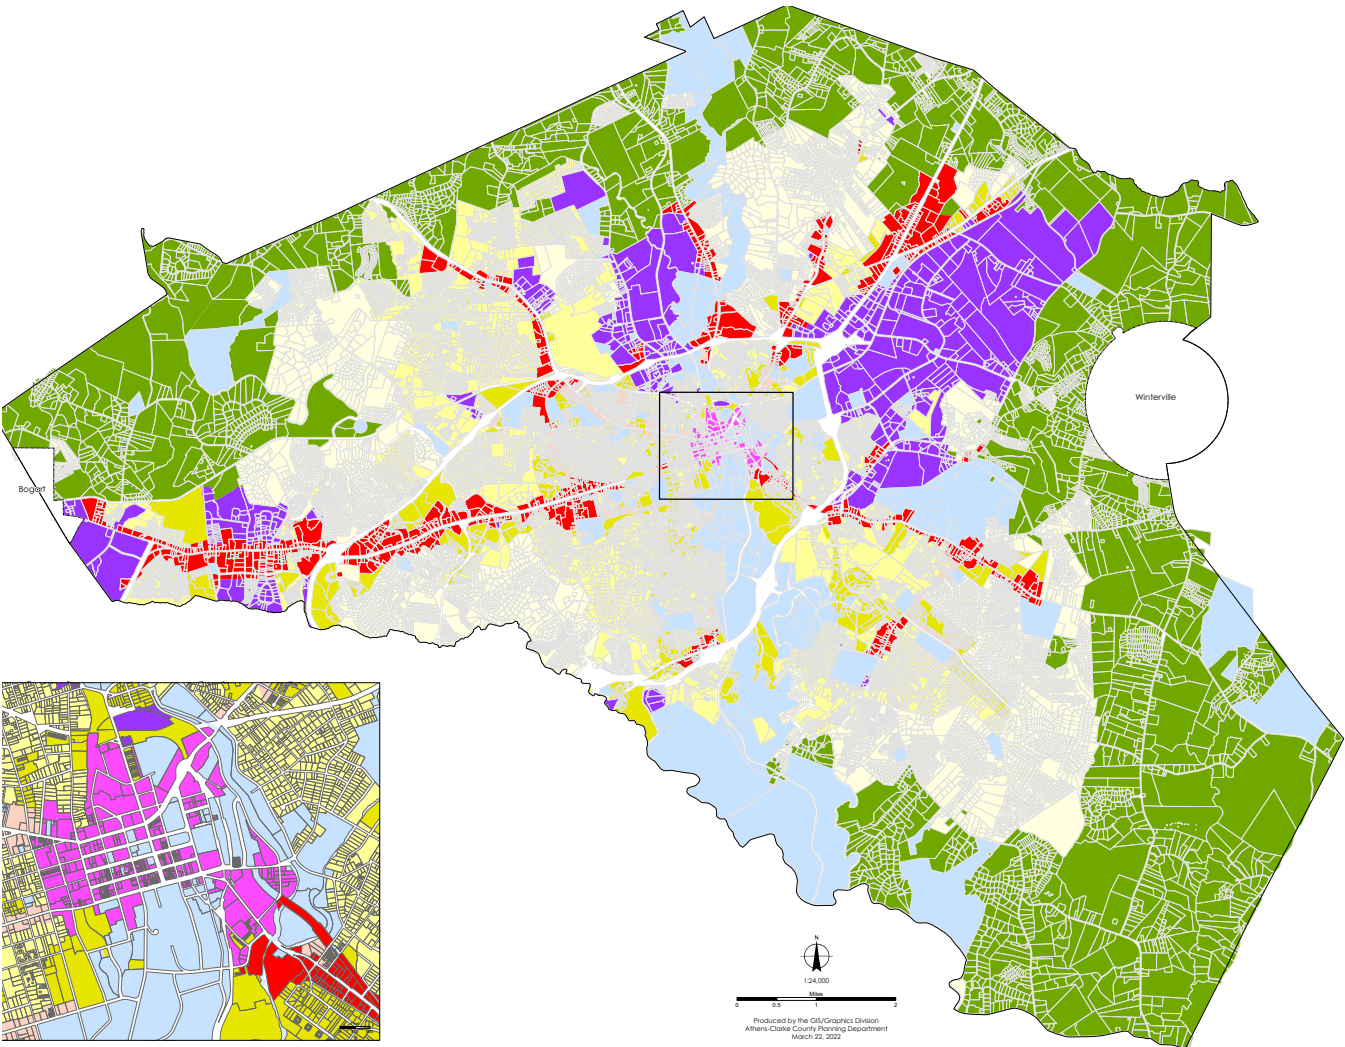 Winterville
Bogart
N
1:24,000
Miles
0 0.5 1 2
Produced by the GIS/Graphics Division
Athens-Clarke County Planning Department
March 22, 2022